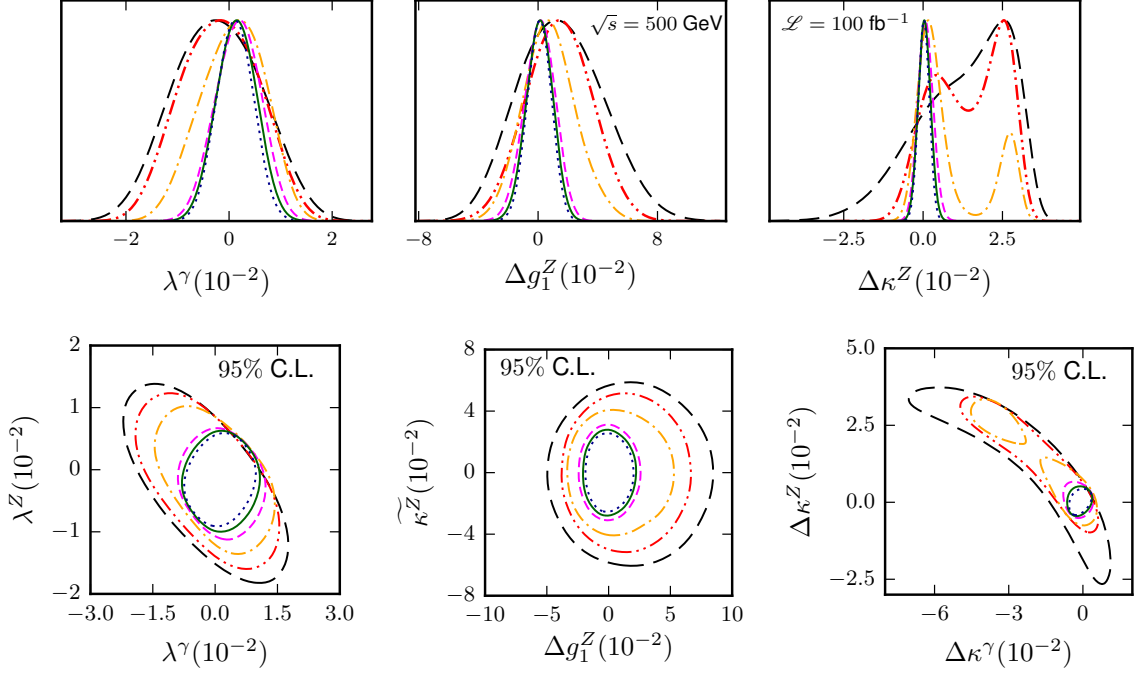 √s = 500 GeV
ℒ = 100 fb⁻¹
−2 0 2
−8 0 8
−2.5 0.0 2.5
λ^γ(10⁻²)
Δg₁^Z(10⁻²)
Δκ^Z(10⁻²)
95% C.L.
2
1
0
−1
−2
λ^Z(10⁻²)
−3.0 −1.5 0.0 1.5 3.0
λ^γ(10⁻²)
95% C.L.
8
4
0
−4
−8
κ̃^Z(10⁻²)
−10 −5 0 5 10
Δg₁^Z(10⁻²)
95% C.L.
5.0
2.5
0.0
−2.5
Δκ^Z(10⁻²)
−6 −3 0
Δκ^γ(10⁻²)